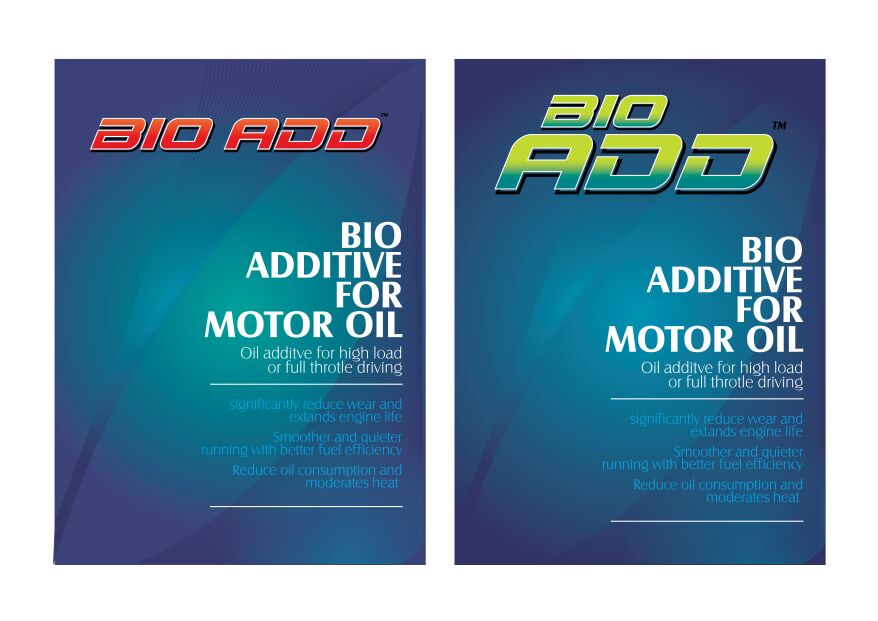 BIO ADD™
BIO
ADDITIVE
FOR
MOTOR OIL
Oil additve for high load
or full throtle driving
significantly reduce wear and
extands engine life
Smoother and quieter
running with better fuel efficiency
Reduce oil consumption and
moderates heat
BIO
ADD™
BIO
ADDITIVE
FOR
MOTOR OIL
Oil additve for high load
or full throtle driving
significantly reduce wear and
extands engine life
Smoother and quieter
running with better fuel efficiency
Reduce oil consumption and
moderates heat